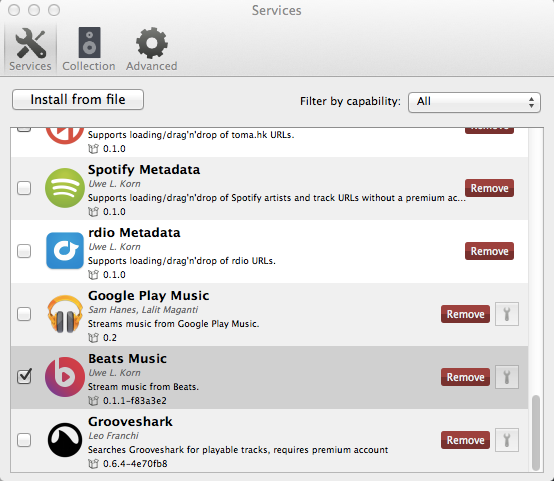 Services
Services Collection Advanced
Install from file
Filter by capability: All
Remove
Supports loading/drag'n'drop of toma.hk URLs.
0.1.0
Spotify Metadata
Uwe L. Korn
Supports loading/drag'n'drop of Spotify artists and track URLs without a premium ac...
Remove
0.1.0
rdio Metadata
Uwe L. Korn
Supports loading/drag'n'drop of rdio URLs.
Remove
0.1.0
Google Play Music
Sam Hanes, Lalit Maganti
Streams music from Google Play Music.
Remove
0.2
Beats Music
Uwe L. Korn
Stream music from Beats.
Remove
0.1.1-f83a3e2
Grooveshark
Leo Franchi
Searches Grooveshark for playable tracks, requires premium account
Remove
0.6.4-4e70fb8